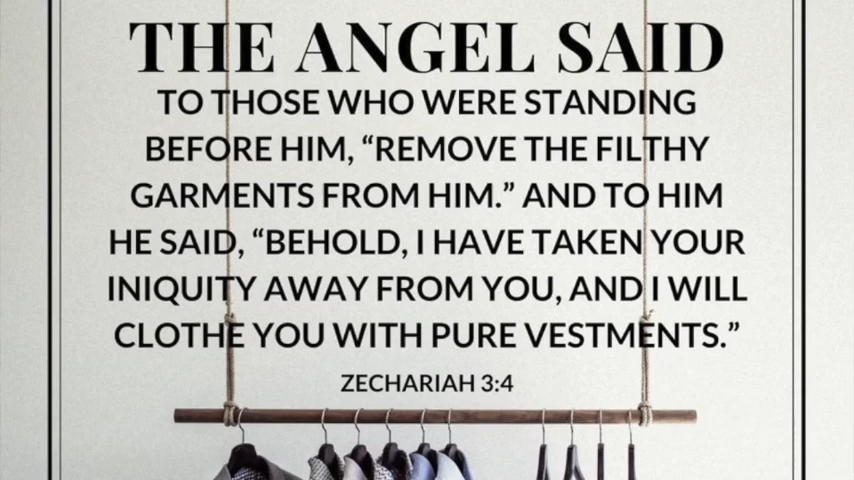 THE ANGEL SAID
TO THOSE WHO WERE STANDING
BEFORE HIM, “REMOVE THE FILTHY
GARMENTS FROM HIM.” AND TO HIM
HE SAID, “BEHOLD, I HAVE TAKEN YOUR
INIQUITY AWAY FROM YOU, AND I WILL
CLOTHE YOU WITH PURE VESTMENTS.”
ZECHARIAH 3:4